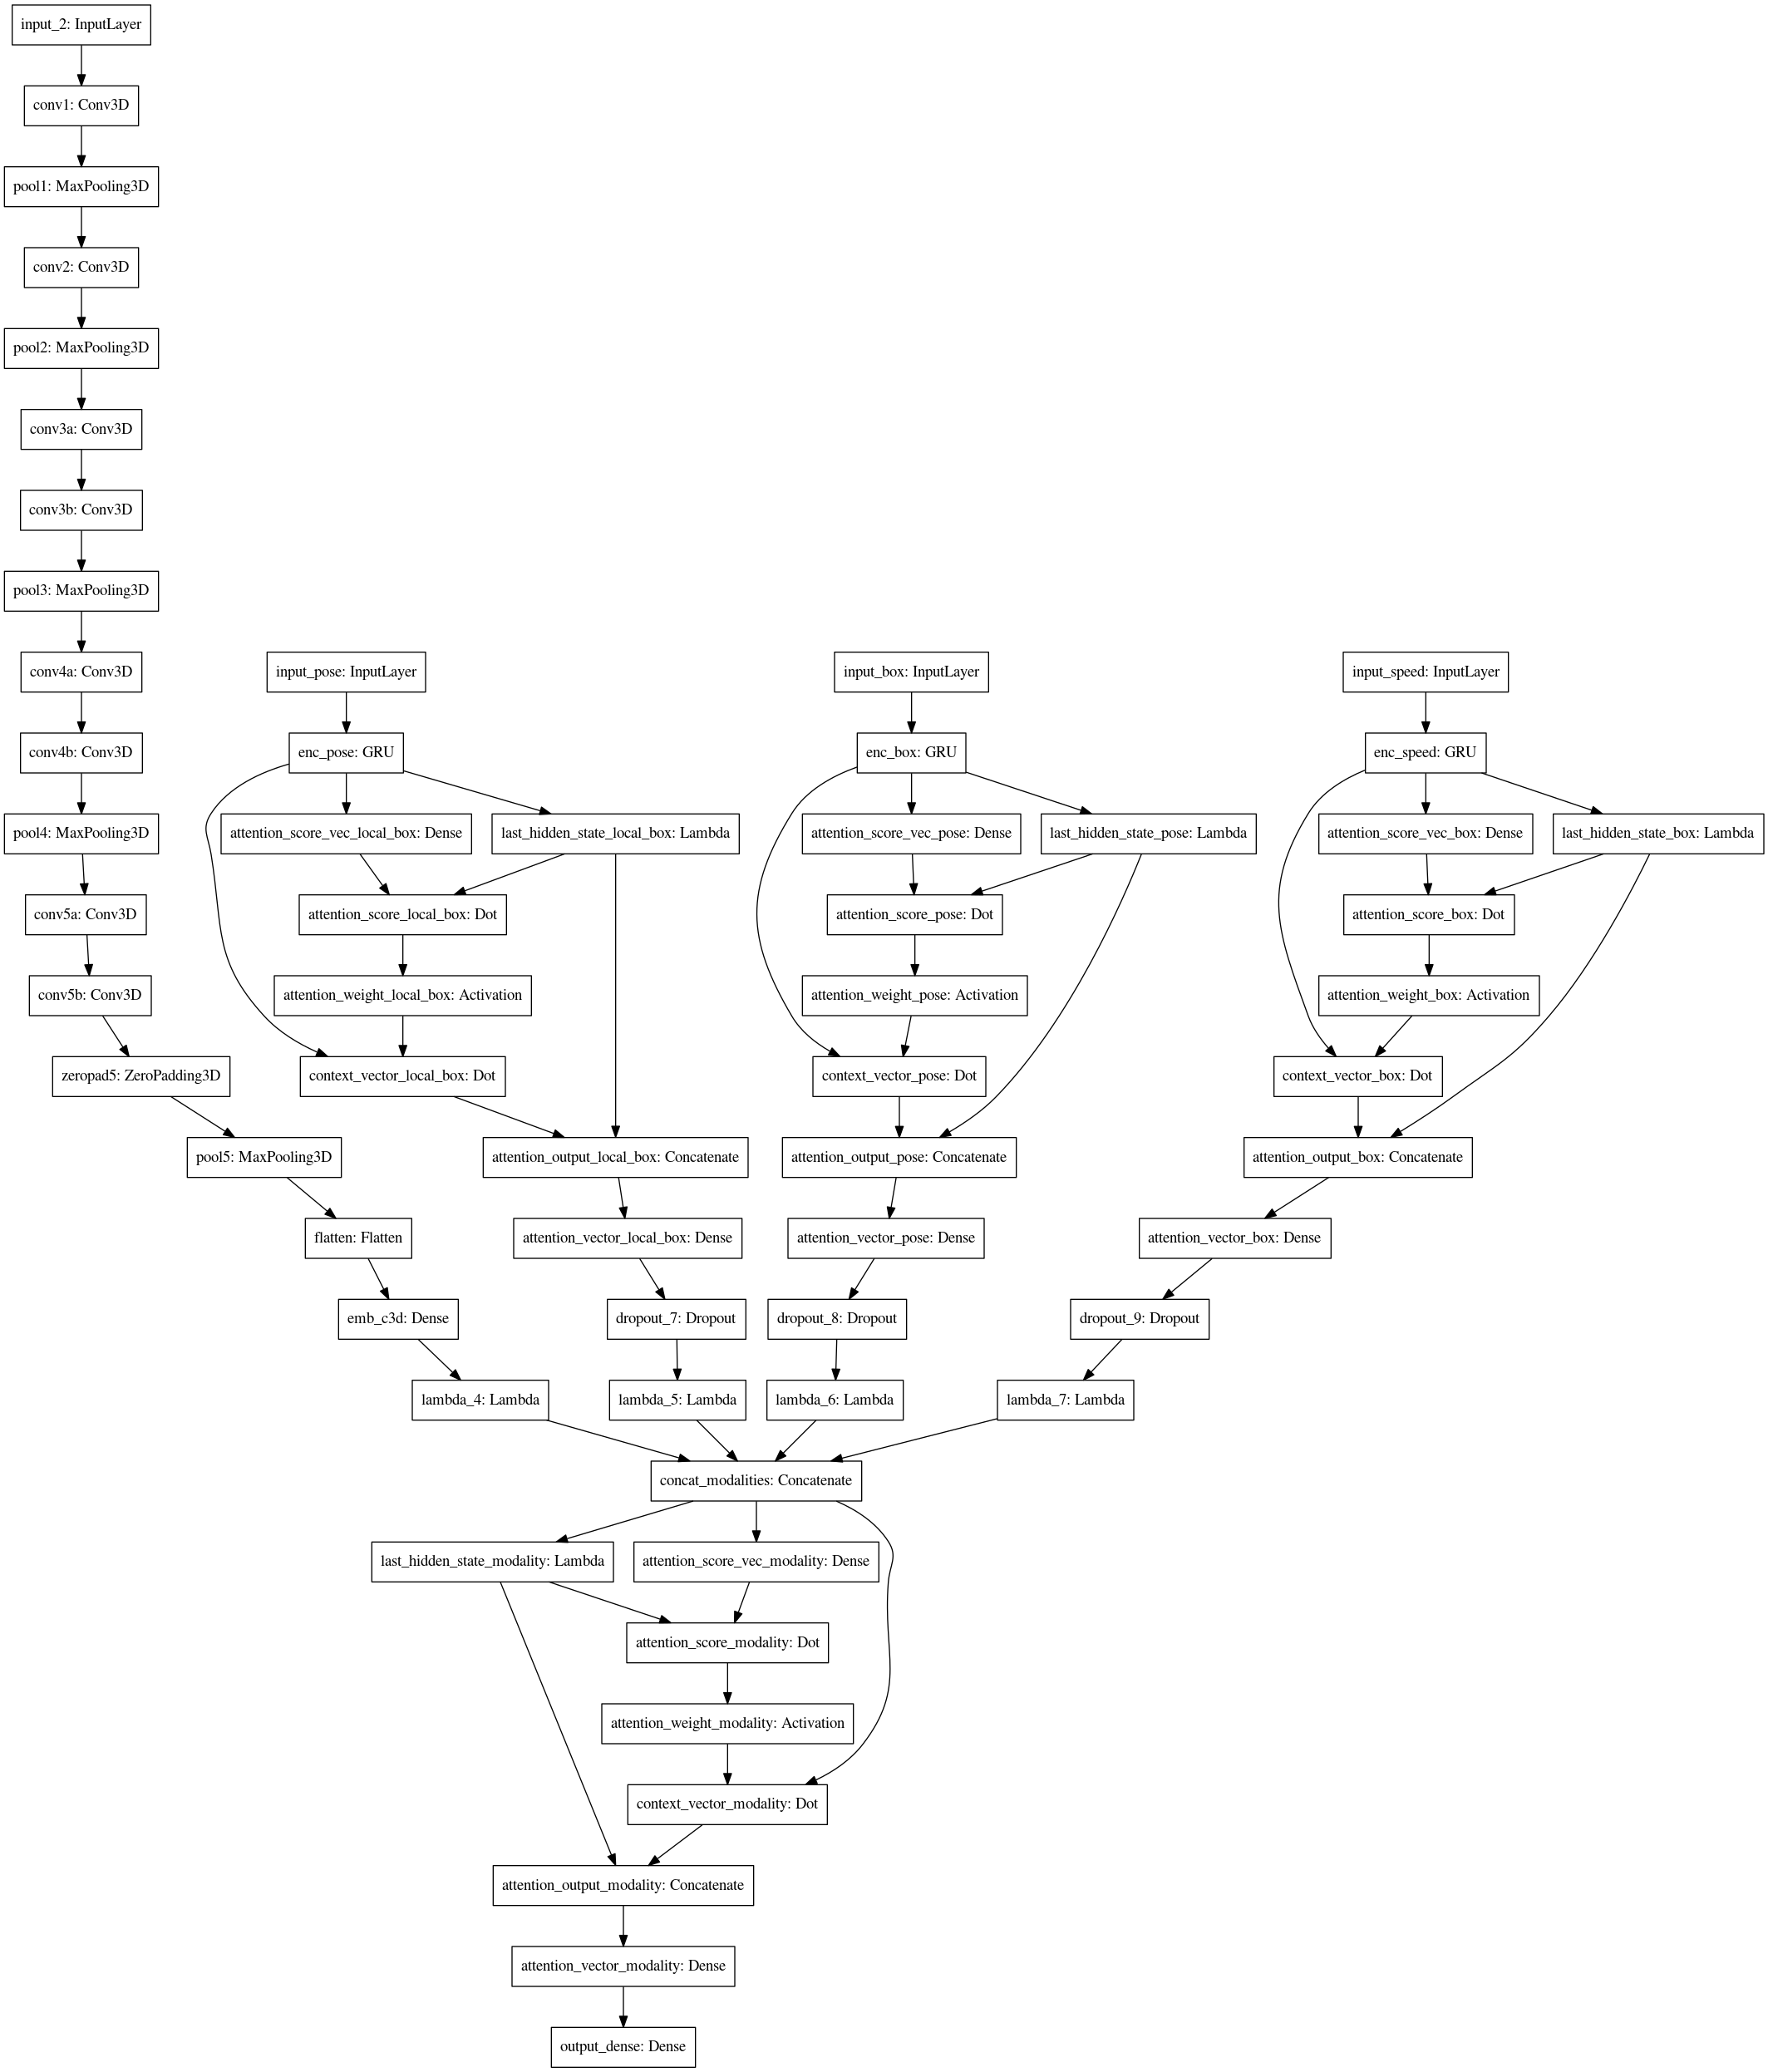 input_2: InputLayer
conv1: Conv3D
pool1: MaxPooling3D
conv2: Conv3D
pool2: MaxPooling3D
conv3a: Conv3D
conv3b: Conv3D
pool3: MaxPooling3D
conv4a: Conv3D
input_pose: InputLayer
input_box: InputLayer
input_speed: InputLayer
conv4b: Conv3D
enc_pose: GRU
enc_box: GRU
enc_speed: GRU
pool4: MaxPooling3D
attention_score_vec_local_box: Dense
last_hidden_state_local_box: Lambda
attention_score_vec_pose: Dense
last_hidden_state_pose: Lambda
attention_score_vec_box: Dense
last_hidden_state_box: Lambda
conv5a: Conv3D
attention_score_local_box: Dot
attention_score_pose: Dot
attention_score_box: Dot
conv5b: Conv3D
attention_weight_local_box: Activation
attention_weight_pose: Activation
attention_weight_box: Activation
zeropad5: ZeroPadding3D
context_vector_local_box: Dot
context_vector_pose: Dot
context_vector_box: Dot
pool5: MaxPooling3D
attention_output_local_box: Concatenate
attention_output_pose: Concatenate
attention_output_box: Concatenate
flatten: Flatten
attention_vector_local_box: Dense
attention_vector_pose: Dense
attention_vector_box: Dense
emb_c3d: Dense
dropout_7: Dropout
dropout_8: Dropout
dropout_9: Dropout
lambda_4: Lambda
lambda_5: Lambda
lambda_6: Lambda
lambda_7: Lambda
concat_modalities: Concatenate
last_hidden_state_modality: Lambda
attention_score_vec_modality: Dense
attention_score_modality: Dot
attention_weight_modality: Activation
context_vector_modality: Dot
attention_output_modality: Concatenate
attention_vector_modality: Dense
output_dense: Dense